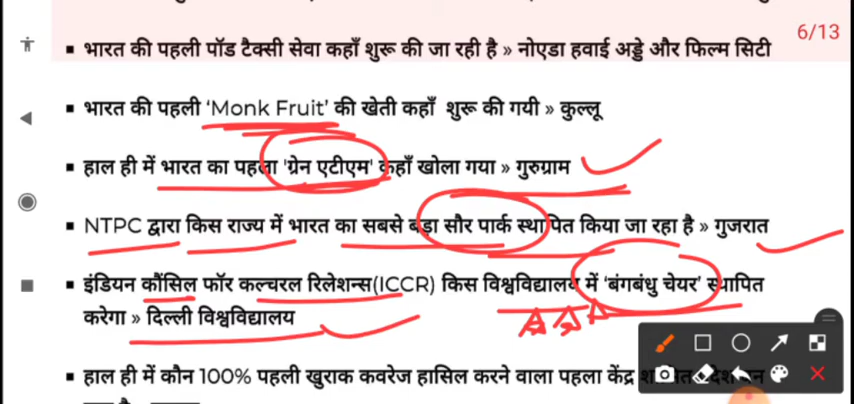 6/13
▪ भारत की पहली पॉड टैक्सी सेवा कहाँ शुरू की जा रही है » नोएडा हवाई अड्डे और फिल्म सिटी
▪ भारत की पहली ‘Monk Fruit’ की खेती कहाँ शुरू की गयी » कुल्लू
▪ हाल ही में भारत का पहला 'ग्रेन एटीएम' कहाँ खोला गया » गुरुग्राम
▪ NTPC द्वारा किस राज्य में भारत का सबसे बड़ा सौर पार्क स्थापित किया जा रहा है » गुजरात
▪ इंडियन कौंसिल फॉर कल्चरल रिलेशन्स(ICCR) किस विश्वविद्यालय में ‘बंगबंधु चेयर’ स्थापित
करेगा » दिल्ली विश्वविद्यालय
▪ हाल ही में कौन 100% पहली खुराक कवरेज हासिल करने वाला पहला केंद्र